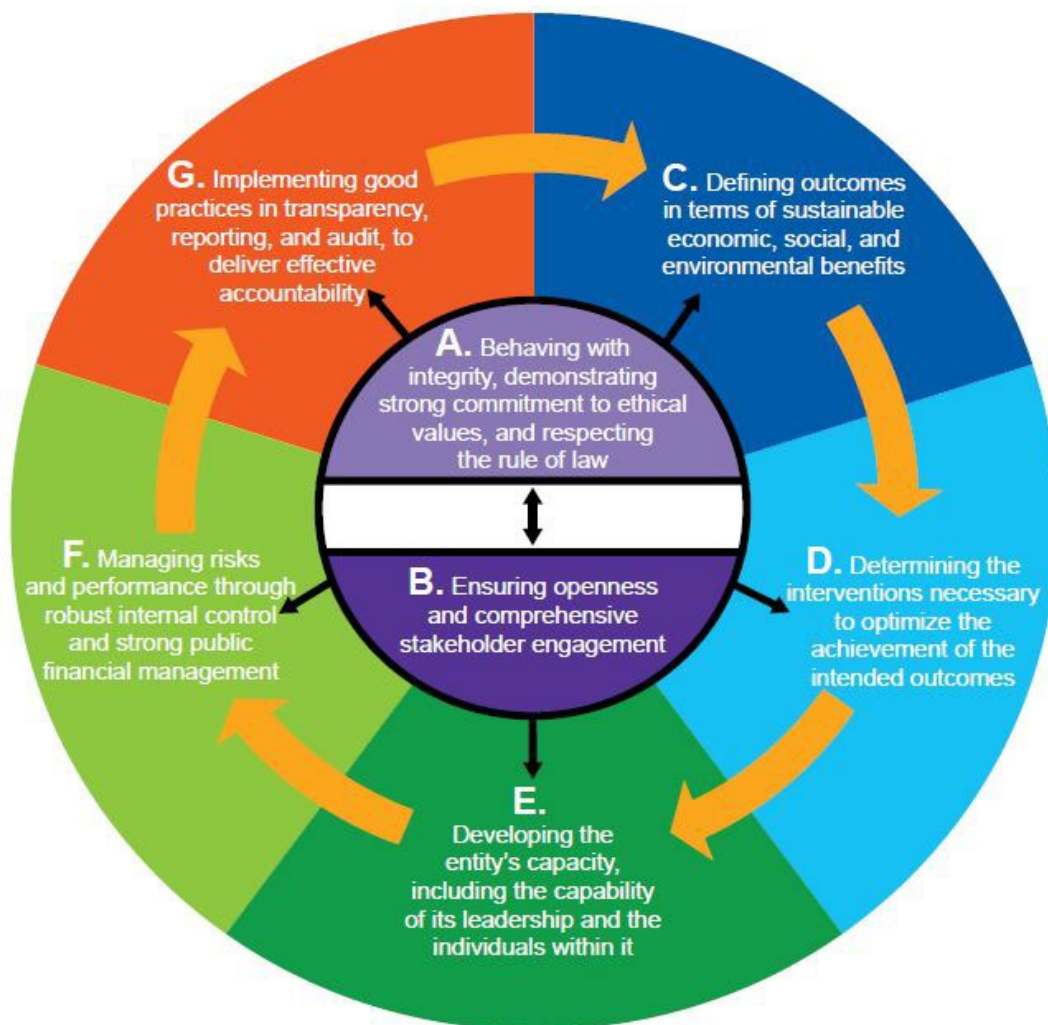 G. Implementing good
practices in transparency,
reporting, and audit, to
deliver effective
accountability
C. Defining outcomes
in terms of sustainable
economic, social, and
environmental benefits
A. Behaving with
integrity, demonstrating
strong commitment to ethical
values, and respecting
the rule of law
B. Ensuring openness
and comprehensive
stakeholder engagement
F. Managing risks
and performance through
robust internal control
and strong public
financial management
D. Determining the
interventions necessary
to optimize the
achievement of the
intended outcomes
E.
Developing the
entity's capacity,
including the capability
of its leadership and the
individuals within it